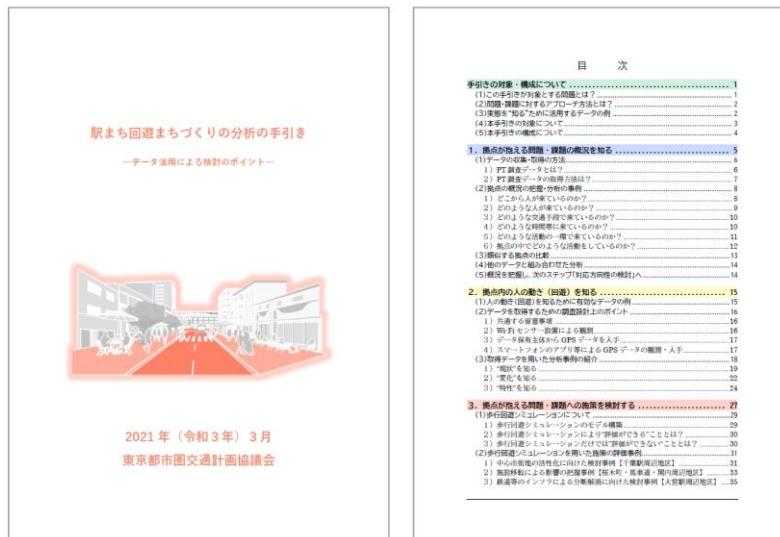 駅まち回遊まちづくりの分析の手引き
―データ活用による検討のポイント―
2021年(令和3年)3月
東京都市圏交通計画協議会
目 次
手引きの対象・構成について ... 1
(1)この手引きが対象とする問題とは? ... 1
(2)問題・課題に対するアプローチ方法とは? ... 2
(3)実態を“知る”ために活用するデータの例 ... 2
(4)本手引きの対象について ... 3
(5)本手引きの構成について ... 4
1.拠点が抱える問題・課題の概況を知る ... 5
(1)データの収集・取得の方法 ... 6
1)PT調査データとは? ... 6
2)PT調査データの取得方法は? ... 7
(2)拠点の概況の把握・分析の事例 ... 8
1)どこから人が来ているのか? ... 8
2)どのような人が来ているのか? ... 9
3)どのような交通手段で来ているのか? ... 10
4)どのような時間帯に来ているのか? ... 10
5)どのような活動の一環で来ているのか? ... 11
6)拠点の中でどのような活動をしているのか? ... 12
(3)類似する拠点の比較 ... 13
(4)他のデータと組み合わせた分析 ... 14
(5)概況を把握し、次のステップ「対応方向性の検討」へ ... 14
2.拠点内の人の動き(回遊)を知る ... 15
(1)人の動き(回遊)を知るために有効なデータの例 ... 15
(2)データを取得するための調査設計上のポイント ... 16
1)共通する留意事項 ... 16
2)Wi-Fiセンサー設置による観測 ... 16
3)データ保有主体からGPSデータを入手 ... 17
4)スマートフォンのアプリ等によるGPSデータの観測・入手 ... 17
(3)取得データを用いた分析事例の紹介 ... 18
1)“現状”を知る ... 19
2)“変化”を知る ... 22
3)“特性”を知る ... 24
3.拠点が抱える問題・課題への施策を検討する ... 27
(1)歩行回遊シミュレーションについて ... 29
1)歩行回遊シミュレーションのモデル構築 ... 29
2)歩行回遊シミュレーションにより“評価ができる”こととは? ... 30
3)歩行回遊シミュレーションだけでは“評価ができない”こととは? ... 30
(2)歩行回遊シミュレーションを用いた施策の評価事例 ... 31
1)中心市街地の活性化に向けた検討事例【千葉駅周辺地区】 ... 31
2)施設移転による影響の把握事例【桜木町・馬車道・関内周辺地区】 ... 33
3)鉄道等のインフラによる分断解消に向けた検討事例【大宮駅周辺地区】 ... 35